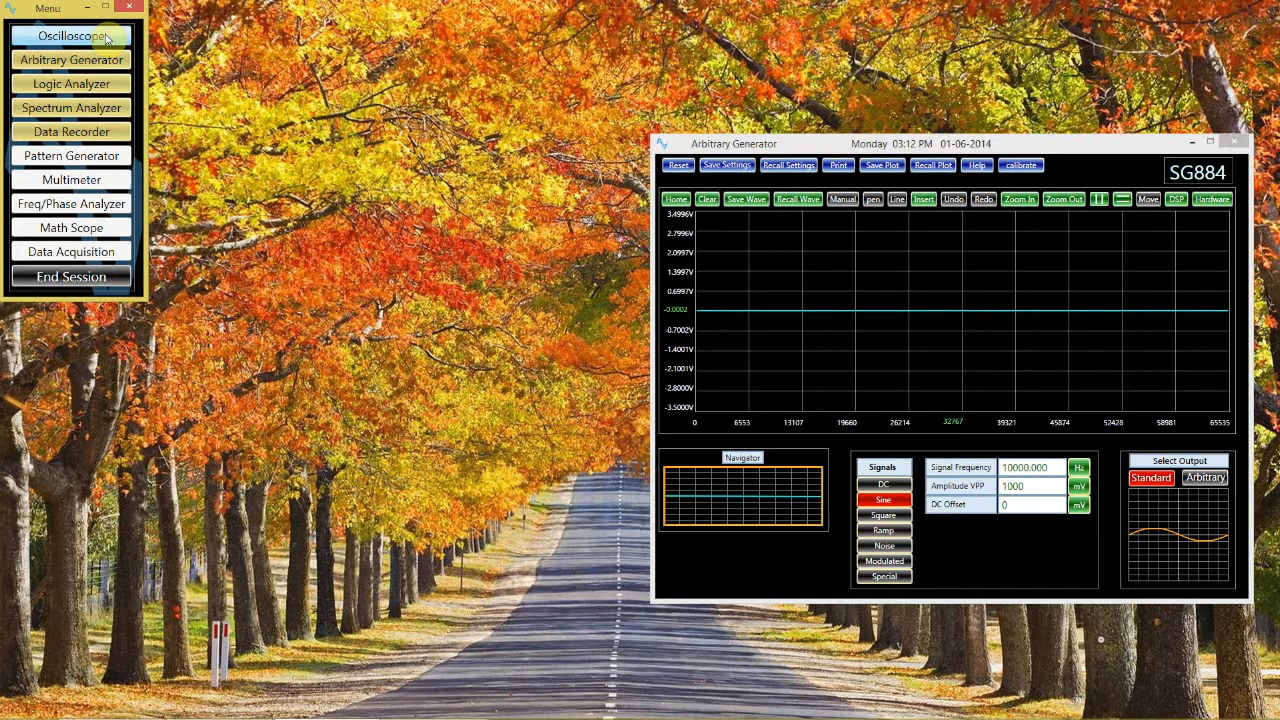 Menu
Oscilloscope
Arbitrary Generator
Logic Analyzer
Spectrum Analyzer
Data Recorder
Pattern Generator
Multimeter
Freq/Phase Analyzer
Math Scope
Data Acquisition
End Session
Arbitrary Generator Monday 03:12 PM 01-06-2014
Reset Save Settings Recall Settings Print Save Plot Recall Plot Help calibrate
SG884
Home Clear Save Wave Recall Wave Manual pen Line Insert Undo Redo Zoom In Zoom Out Move DSP Hardware
3.4996V
2.7996V
2.0997V
1.3997V
0.6997V
-0.0002
-0.7002V
-1.4001V
-2.1001V
-2.8000V
-3.5000V
0 6553 13107 19660 26214 32767 39321 45874 52428 58981 65535
Navigator
Signals
DC
Sine
Square
Ramp
Noise
Modulated
Special
Signal Frequency 10000.000 Hz
Amplitude VPP 1000 mV
DC Offset 0 mV
Select Output
Standard Arbitrary